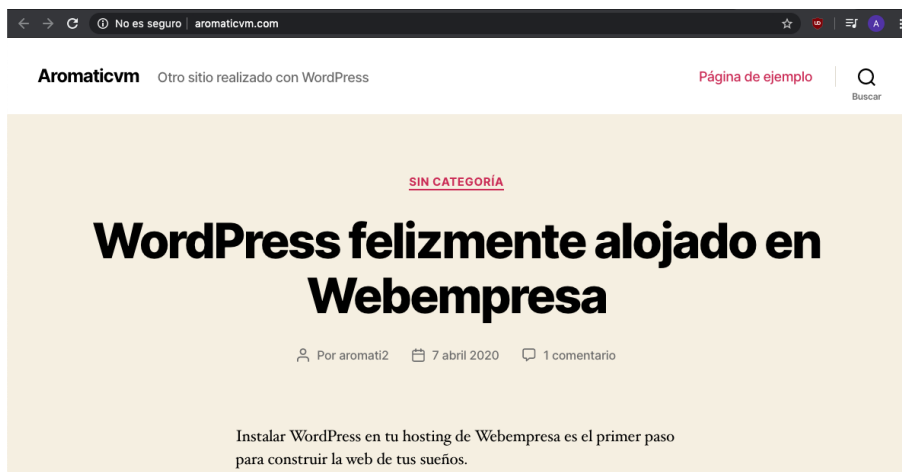 No es seguro | aromaticvm.com
A
Aromaticvm Otro sitio realizado con WordPress Página de ejemplo
Buscar
SIN CATEGORÍA
WordPress felizmente alojado en
Webempresa
Por aromati2 7 abril 2020 1 comentario
Instalar WordPress en tu hosting de Webempresa es el primer paso
para construir la web de tus sueños.